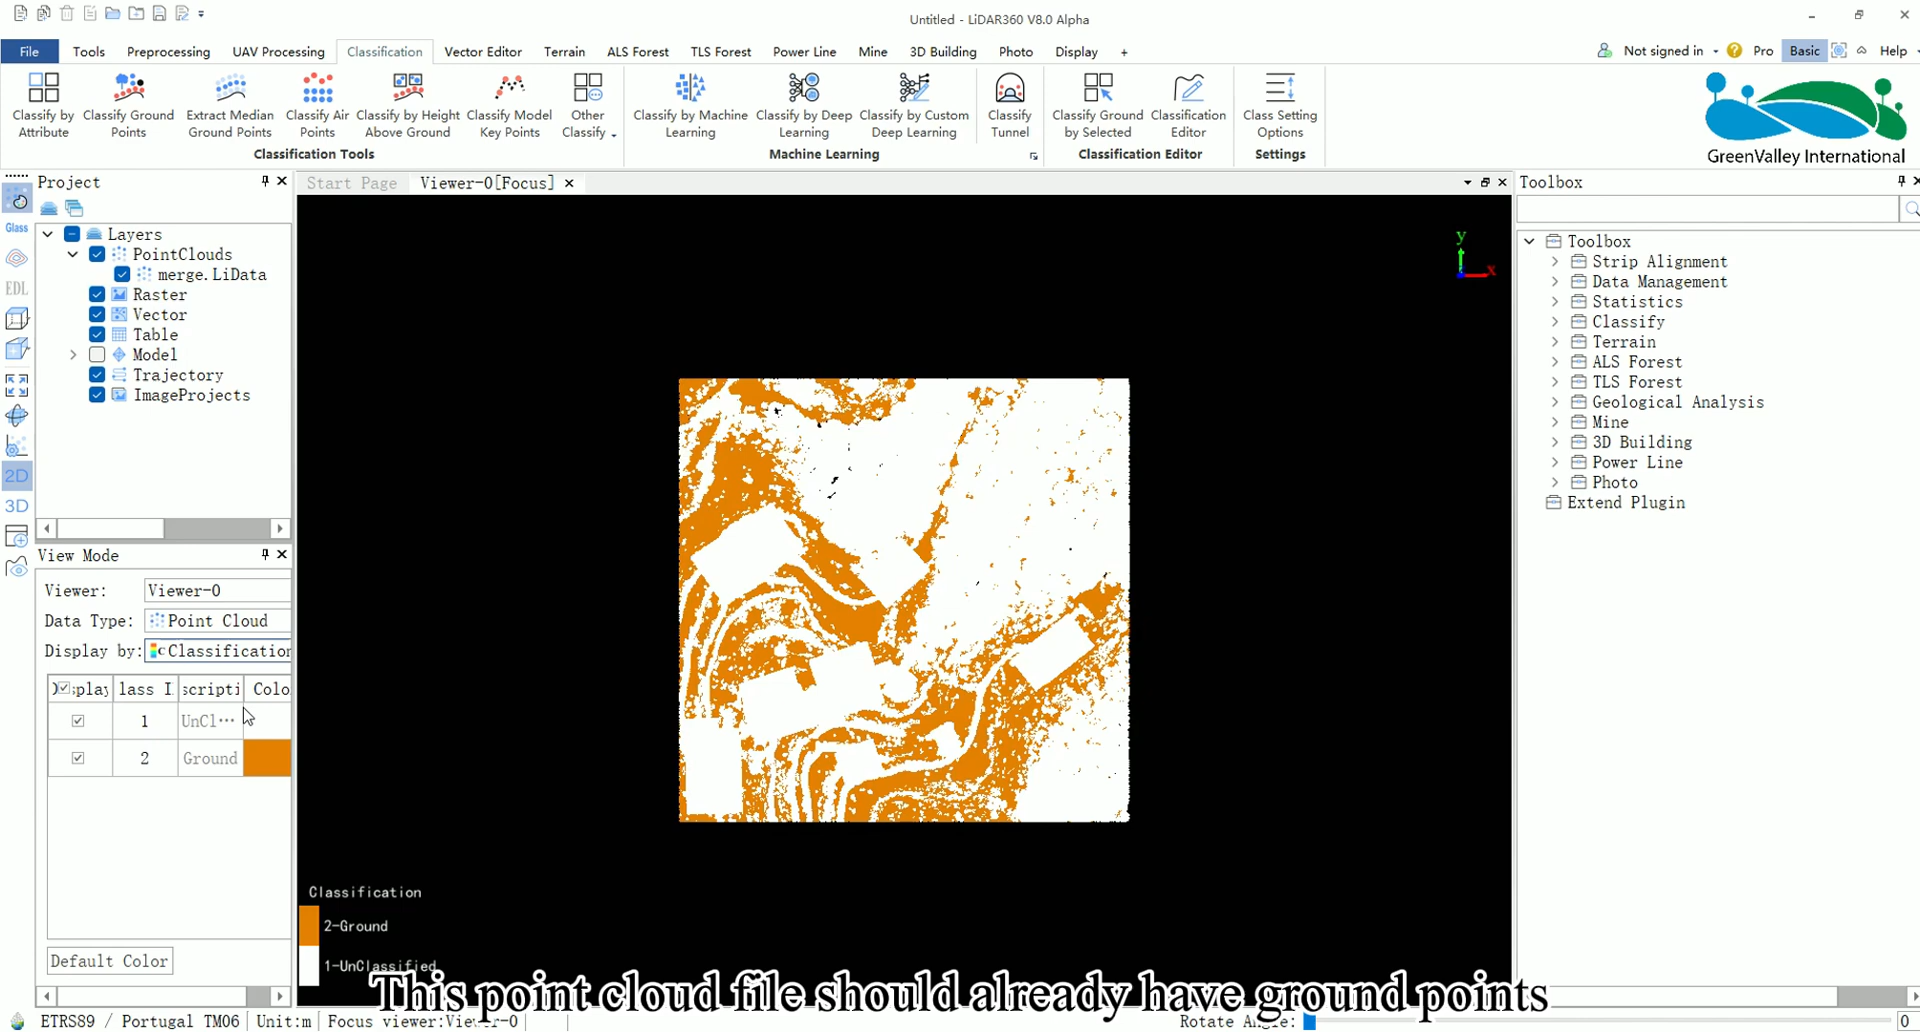 Untitled - LiDAR360 V8.0 Alpha
File Tools Preprocessing UAV Processing Classification Vector Editor Terrain ALS Forest TLS Forest Power Line Mine 3D Building Photo Display + Not signed in Pro Basic Help
Classify by Attribute
Classify Ground Points
Extract Median Ground Points
Classify Air Points
Classify by Height Above Ground
Classify Model Key Points
Other Classify
Classification Tools
Classify by Machine Learning
Classify by Deep Learning
Classify by Custom Deep Learning
Machine Learning
Classify Tunnel
Classify Ground by Selected
Classification Editor
Classification Editor
Class Setting Options
Settings
GreenValley International
Project
Start Page
Viewer-0[Focus]
Toolbox
Glass
EDL
2D
3D
Layers
PointClouds
merge.LiData
Raster
Vector
Table
Model
Trajectory
ImageProjects
View Mode
Viewer: Viewer-0
Data Type: Point Cloud
Display by: Classification
splay lass I scripti Colo
1 UnCl···
2 Ground
Default Color
y
x
Classification
2-Ground
1-UnClassified
Toolbox
Strip Alignment
Data Management
Statistics
Classify
Terrain
ALS Forest
TLS Forest
Geological Analysis
Mine
3D Building
Power Line
Photo
Extend Plugin
This point cloud file should already have ground points
ETRS89 / Portugal TM06 Unit:m Focus viewer:Viewer-0 Rotate Angle: 0